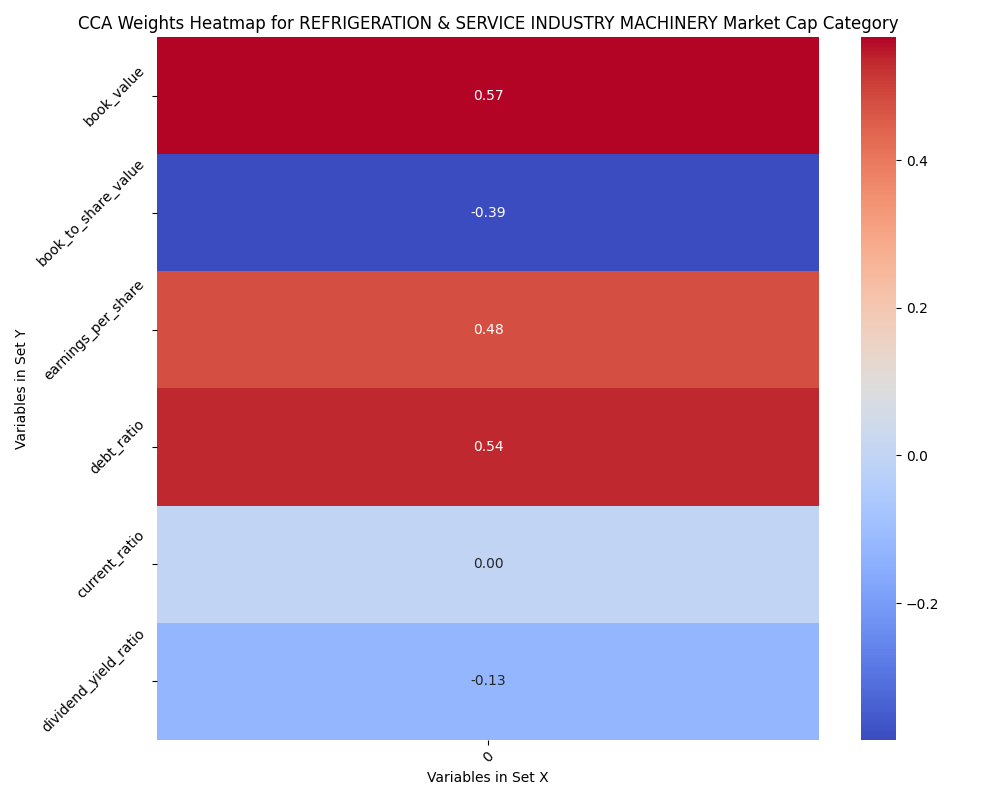 CCA Weights Heatmap for REFRIGERATION & SERVICE INDUSTRY MACHINERY Market Cap Category
Variables in Set Y
book_value
0.57
book_to_share_value
-0.39
earnings_per_share
0.48
debt_ratio
0.54
current_ratio
0.00
dividend_yield_ratio
-0.13
0
Variables in Set X
0.4
0.2
0.0
−0.2